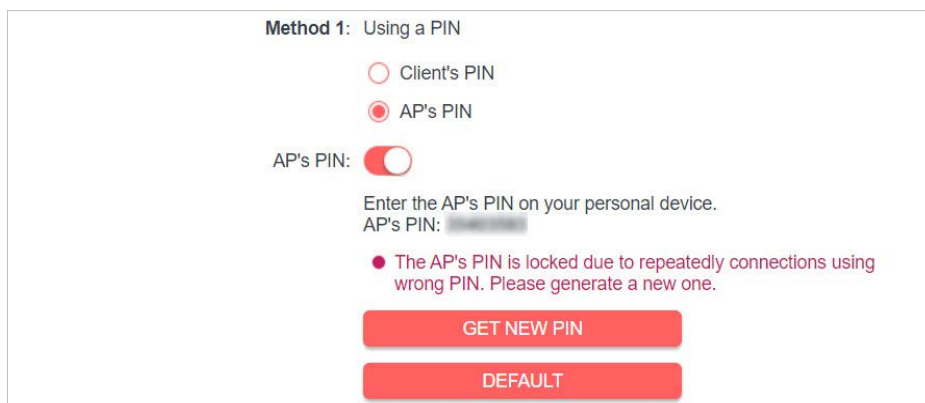 Method 1: Using a PIN
Client's PIN
AP's PIN
AP's PIN:
Enter the AP's PIN on your personal device.
AP's PIN:
The AP's PIN is locked due to repeatedly connections using
wrong PIN. Please generate a new one.
GET NEW PIN
DEFAULT